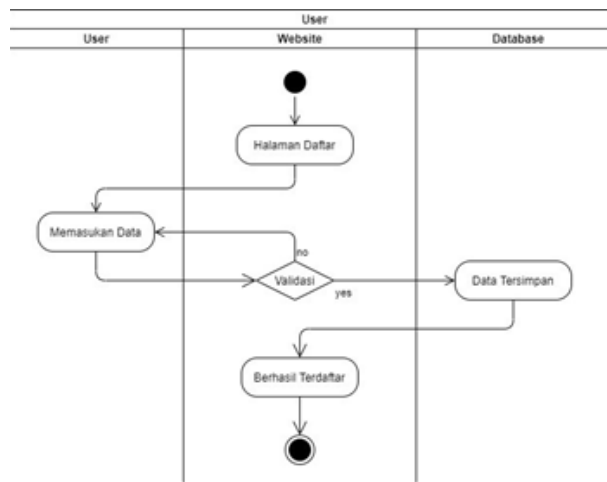 User
User
Website
Database
Halaman Daftar
Memasukan Data
no
Validasi
yes
Data Tersimpan
Berhasil Terdaftar